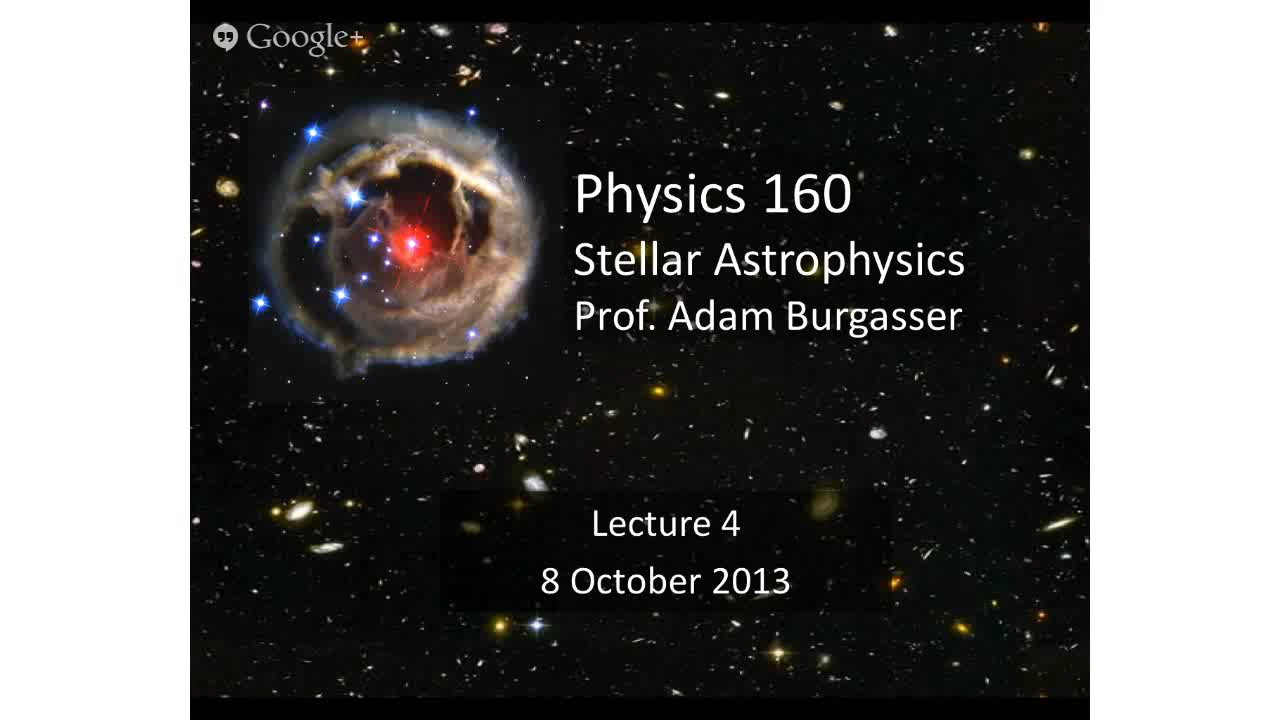 Google+
Physics 160
Stellar Astrophysics
Prof. Adam Burgasser
Lecture 4
8 October 2013